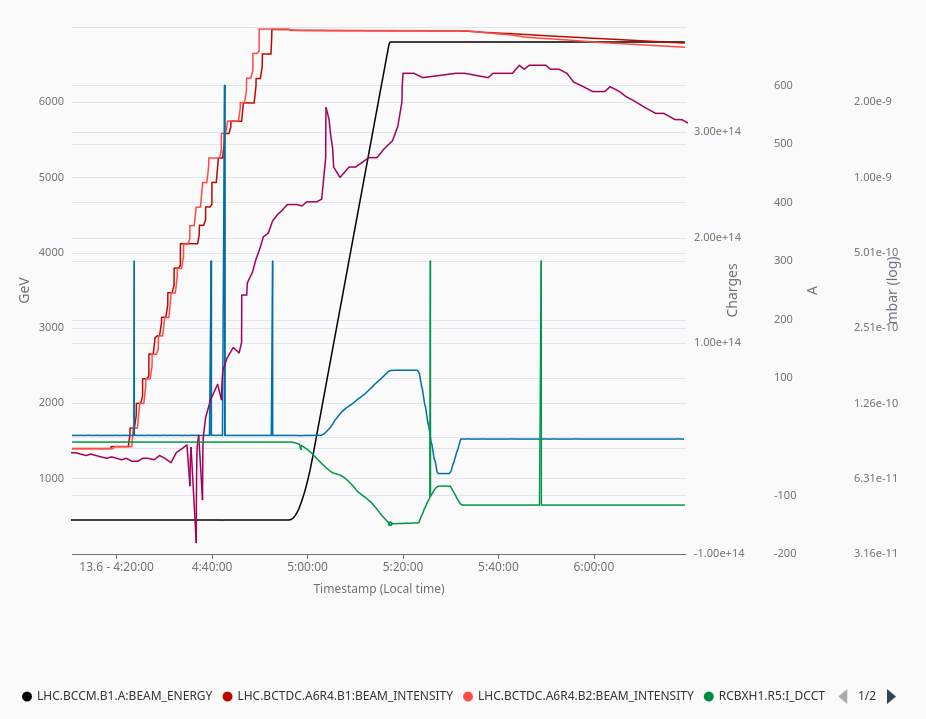 6000
5000
4000
3000
2000
1000
GeV
3.00e+14
2.00e+14
1.00e+14
-1.00e+14
Charges
600
500
400
300
200
100
-100
-200
A
2.00e-9
1.00e-9
5.01e-10
2.51e-10
1.26e-10
6.31e-11
3.16e-11
mbar (log)
13.6 - 4:20:00 4:40:00 5:00:00 5:20:00 5:40:00 6:00:00
Timestamp (Local time)
LHC.BCCM.B1.A:BEAM_ENERGY LHC.BCTDC.A6R4.B1:BEAM_INTENSITY LHC.BCTDC.A6R4.B2:BEAM_INTENSITY RCBXH1.R5:I_DCCT 1/2